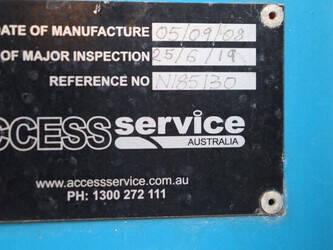 DATE OF MANUFACTURE 05/09/08
OF MAJOR INSPECTION 25/6/19
REFERENCE NO N185130
CCESS service
AUSTRALIA
www.accessservice.com.au
PH: 1300 272 111